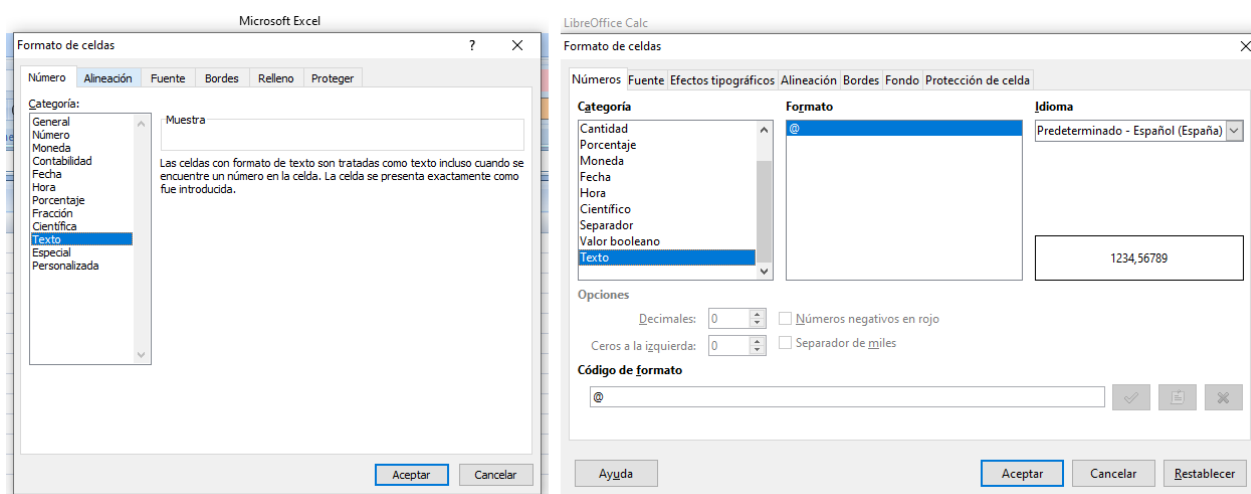 Microsoft Excel
Formato de celdas
?
Número Alineación Fuente Bordes Relleno Proteger
Categoría:
General
Número
Moneda
Contabilidad
Fecha
Hora
Porcentaje
Fracción
Científica
Texto
Especial
Personalizada
Muestra
Las celdas con formato de texto son tratadas como texto incluso cuando se
encuentre un número en la celda. La celda se presenta exactamente como
fue introducida.
Aceptar Cancelar
LibreOffice Calc
Formato de celdas
Números Fuente Efectos tipográficos Alineación Bordes Fondo Protección de celda
Categoría
Cantidad
Porcentaje
Moneda
Fecha
Hora
Científico
Separador
Valor booleano
Texto
Formato
@
Idioma
Predeterminado - Español (España)
1234,56789
Opciones
Decimales: 0
Números negativos en rojo
Ceros a la izquierda: 0
Separador de miles
Código de formato
@
Ayuda Aceptar Cancelar Restablecer